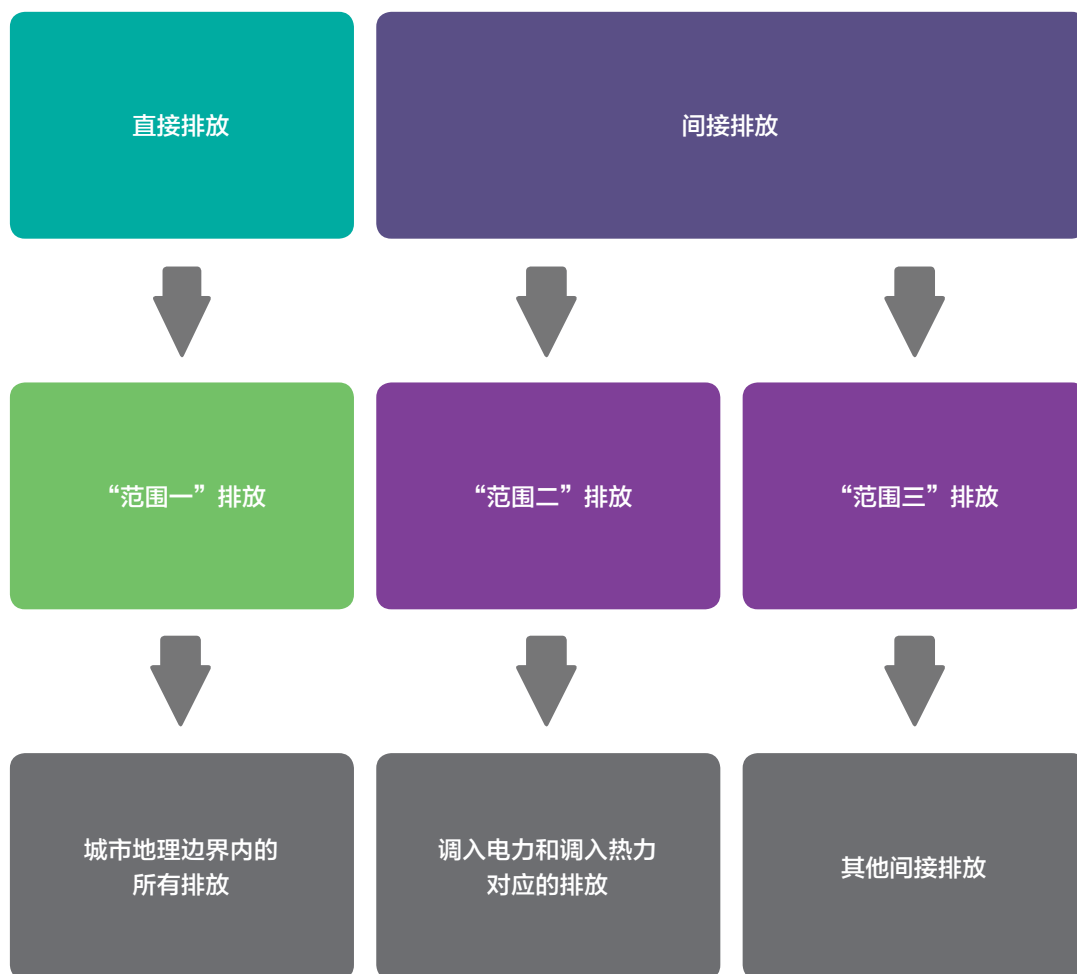 直接排放
间接排放
“范围一”排放
“范围二”排放
“范围三”排放
城市地理边界内的
所有排放
调入电力和调入热力
对应的排放
其他间接排放